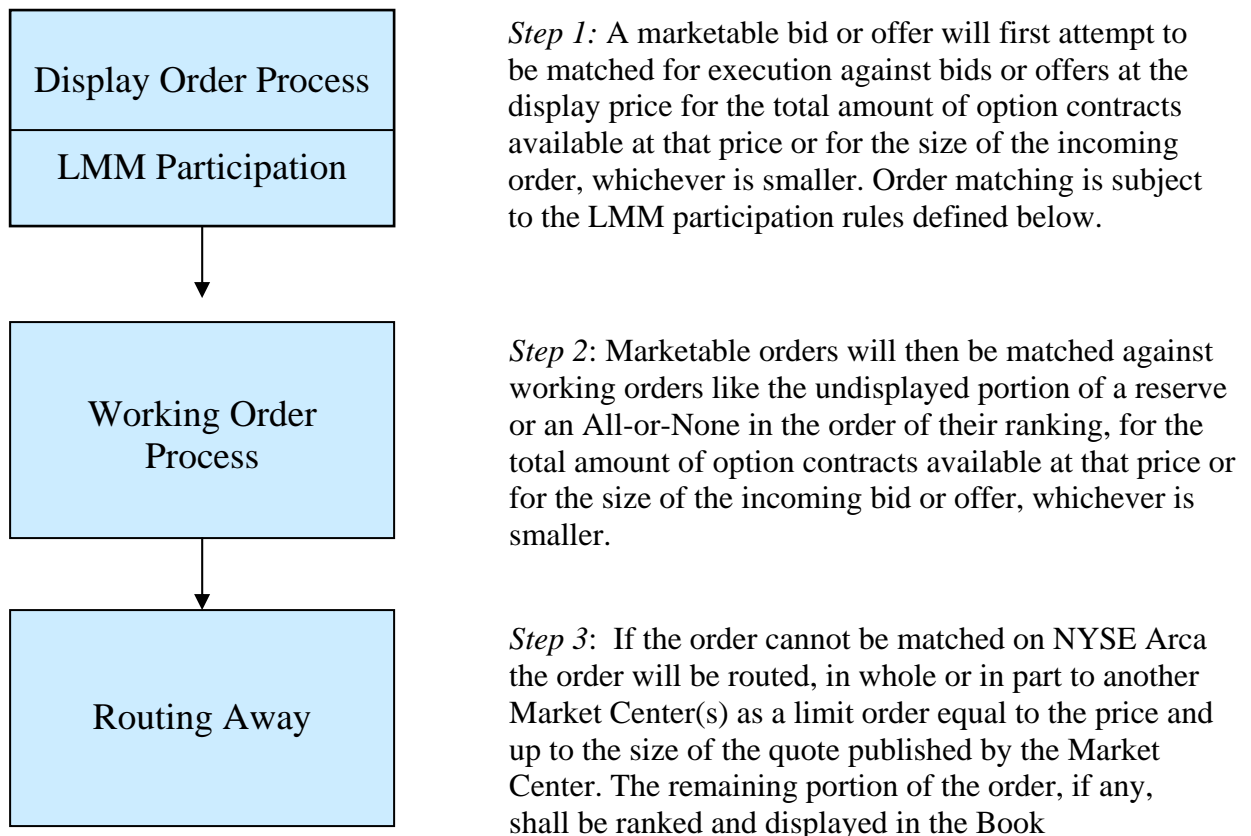 Display Order Process
LMM Participation
Step 1: A marketable bid or offer will first attempt to
be matched for execution against bids or offers at the
display price for the total amount of option contracts
available at that price or for the size of the incoming
order, whichever is smaller. Order matching is subject
to the LMM participation rules defined below.
Working Order
Process
Step 2: Marketable orders will then be matched against
working orders like the undisplayed portion of a reserve
or an All-or-None in the order of their ranking, for the
total amount of option contracts available at that price or
for the size of the incoming bid or offer, whichever is
smaller.
Routing Away
Step 3:  If the order cannot be matched on NYSE Arca
the order will be routed, in whole or in part to another
Market Center(s) as a limit order equal to the price and
up to the size of the quote published by the Market
Center. The remaining portion of the order, if any,
shall be ranked and displayed in the Book